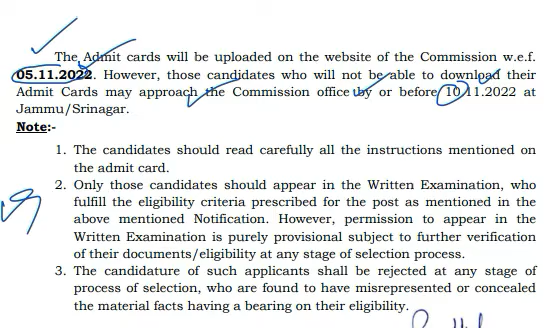 The Admit cards will be uploaded on the website of the Commission w.e.f.
05.11.2022. However, those candidates who will not be able to download their
Admit Cards may approach the Commission office by or before 10.11.2022 at
Jammu/Srinagar.
Note:-
1. The candidates should read carefully all the instructions mentioned on
the admit card.
2. Only those candidates should appear in the Written Examination, who
fulfill the eligibility criteria prescribed for the post as mentioned in the
above mentioned Notification. However, permission to appear in the
Written Examination is purely provisional subject to further verification
of their documents/eligibility at any stage of selection process.
3. The candidature of such applicants shall be rejected at any stage of
process of selection, who are found to have misrepresented or concealed
the material facts having a bearing on their eligibility.